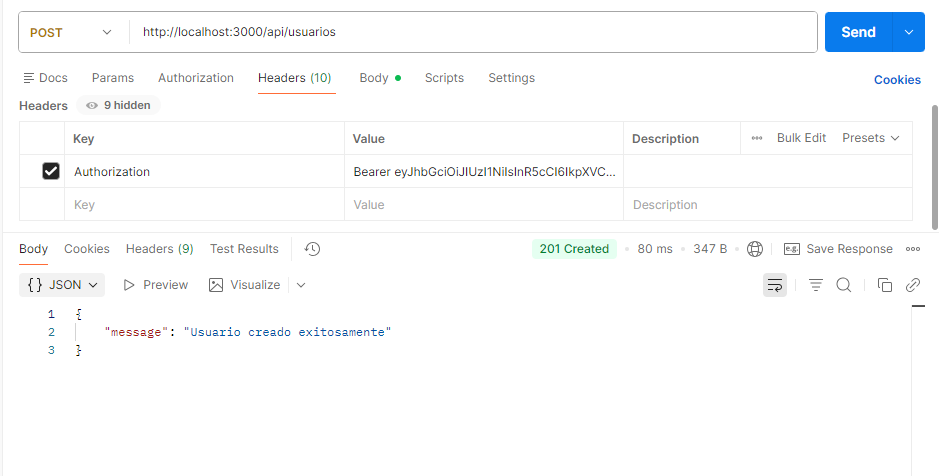 POST http://localhost:3000/api/usuarios Send
Docs Params Authorization Headers (10) Body Scripts Settings Cookies
Headers 9 hidden
Key Value Description Bulk Edit Presets
Authorization Bearer eyJhbGciOiJIUzI1NiIsInR5cCI6IkpXVC...
Key Value Description
Body Cookies Headers (9) Test Results 201 Created • 80 ms • 347 B e.g. Save Response
{} JSON Preview Visualize
1 {
2 "message": "Usuario creado exitosamente"
3 }